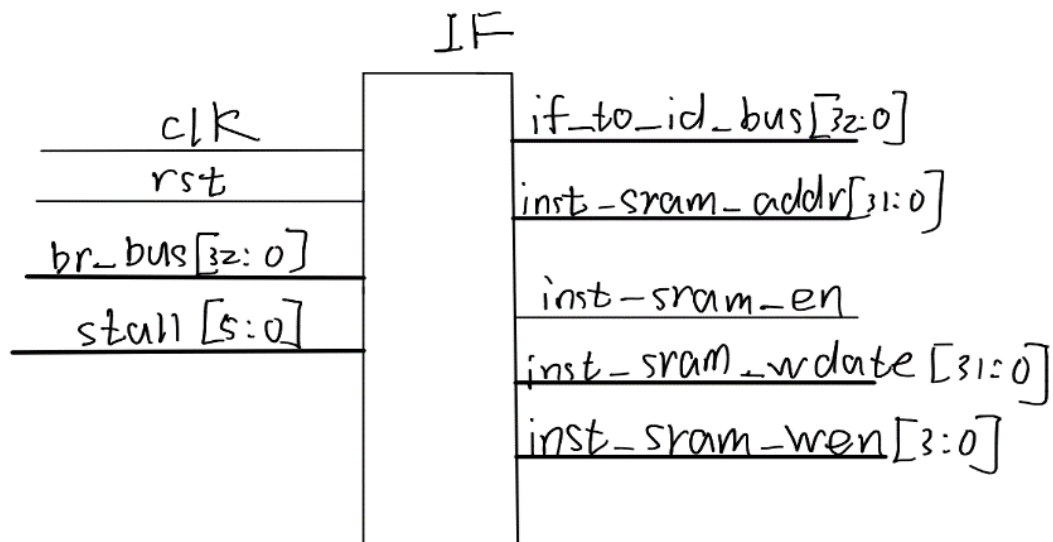 IF
clk
rst
br_bus[32:0]
stall[5:0]
if_to_id_bus[32:0]
inst_sram_addr[31:0]
inst_sram_en
inst_sram_wdate[31:0]
inst_sram_wen[3:0]